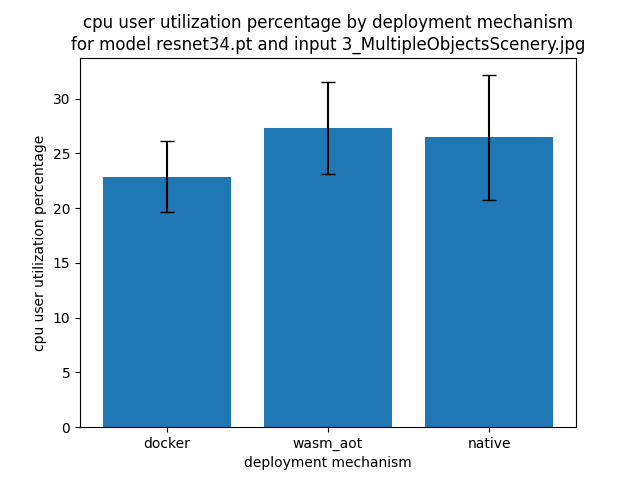 cpu user utilization percentage by deployment mechanism
for model resnet34.pt and input 3_MultipleObjectsScenery.jpg
cpu user utilization percentage
30
25
20
15
10
5
0
docker wasm_aot native
deployment mechanism